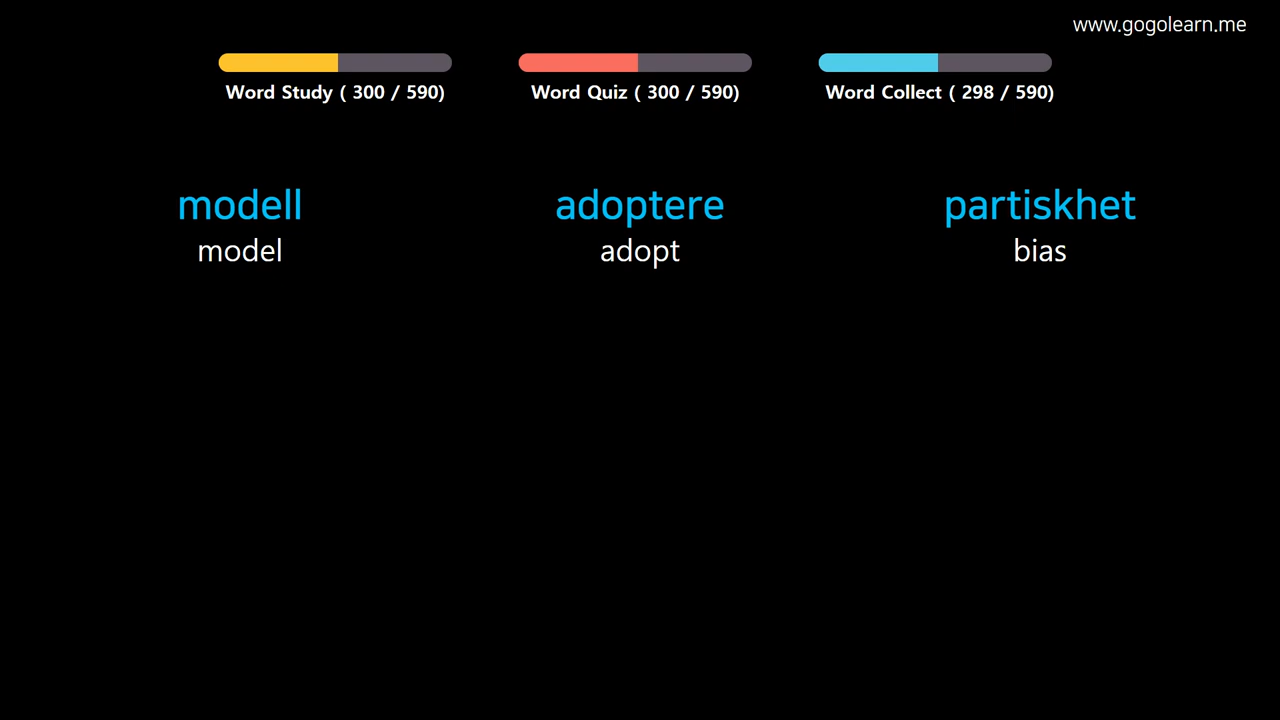 www.gogolearn.me
Word Study ( 300 / 590)
Word Quiz ( 300 / 590)
Word Collect ( 298 / 590)
modell
model
adoptere
adopt
partiskhet
bias